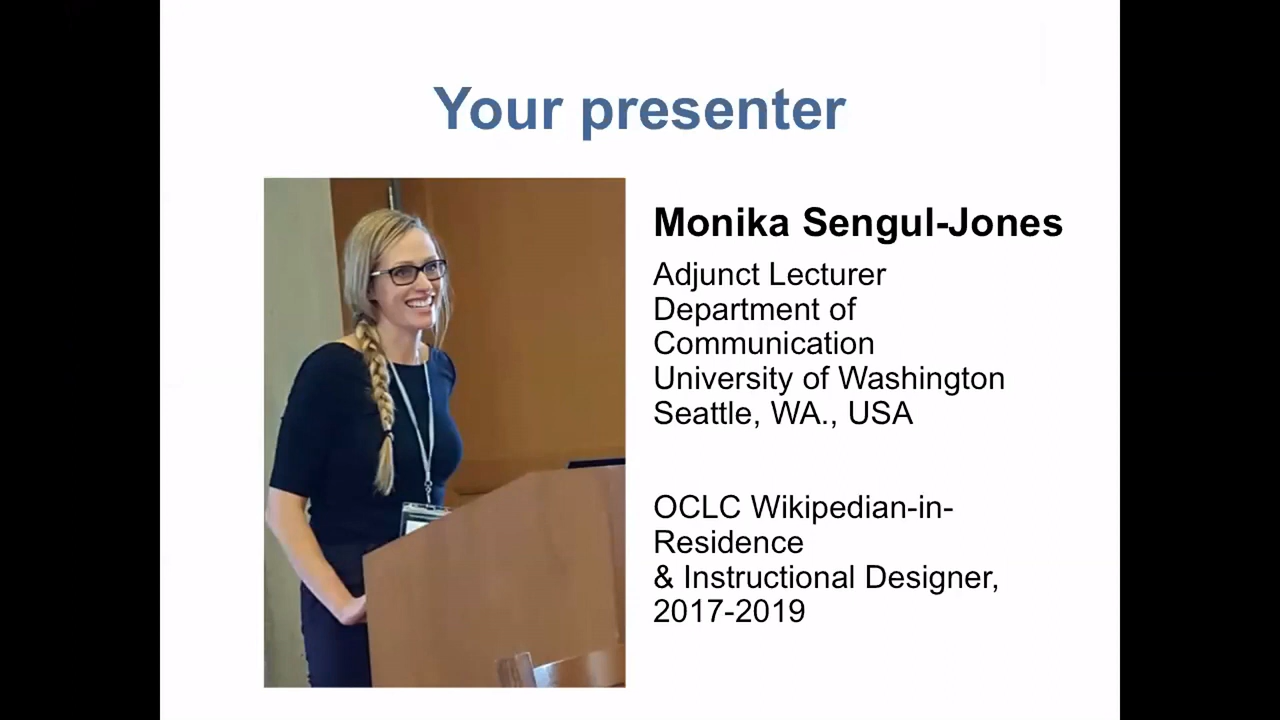 Your presenter
Monika Sengul-Jones
Adjunct Lecturer
Department of
Communication
University of Washington
Seattle, WA., USA
OCLC Wikipedian-in-
Residence
& Instructional Designer,
2017-2019